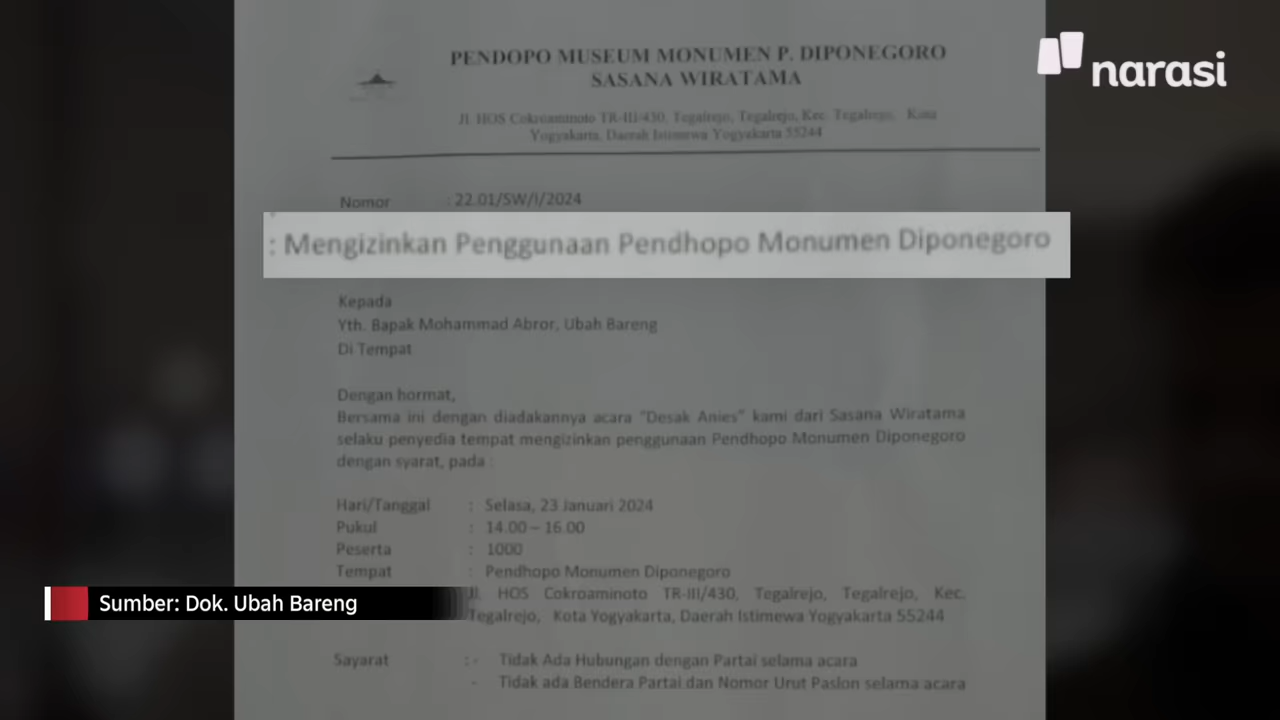 PENDOPO MUSEUM MONUMEN P. DIPONEGORO
SASANA WIRATAMA
narasi
Jl. HOS Cokroaminoto TR-III/430, Tegalrejo, Tegalrejo, Kec. Tegalrejo, Kota
Yogyakarta, Daerah Istimewa Yogyakarta 55244
Nomor : 22.01/SW/I/2024
: Mengizinkan Penggunaan Pendhopo Monumen Diponegoro
Kepada
Yth. Bapak Mohammad Abror, Ubah Bareng
Di Tempat
Dengan hormat,
Bersama ini dengan diadakannya acara "Desak Anies" kami dari Sasana Wiratama
selaku penyedia tempat mengizinkan penggunaan Pendhopo Monumen Diponegoro
dengan syarat, pada :
Hari/Tanggal : Selasa, 23 Januari 2024
Pukul : 14.00 – 16.00
Peserta : 1000
Tempat : Pendhopo Monumen Diponegoro
Jl. HOS Cokroaminoto TR-III/430, Tegalrejo, Tegalrejo, Kec.
Tegalrejo, Kota Yogyakarta, Daerah Istimewa Yogyakarta 55244
Sumber: Dok. Ubah Bareng
Sayarat : - Tidak Ada Hubungan dengan Partai selama acara
- Tidak ada Bendera Partai dan Nomor Urut Paslon selama acara